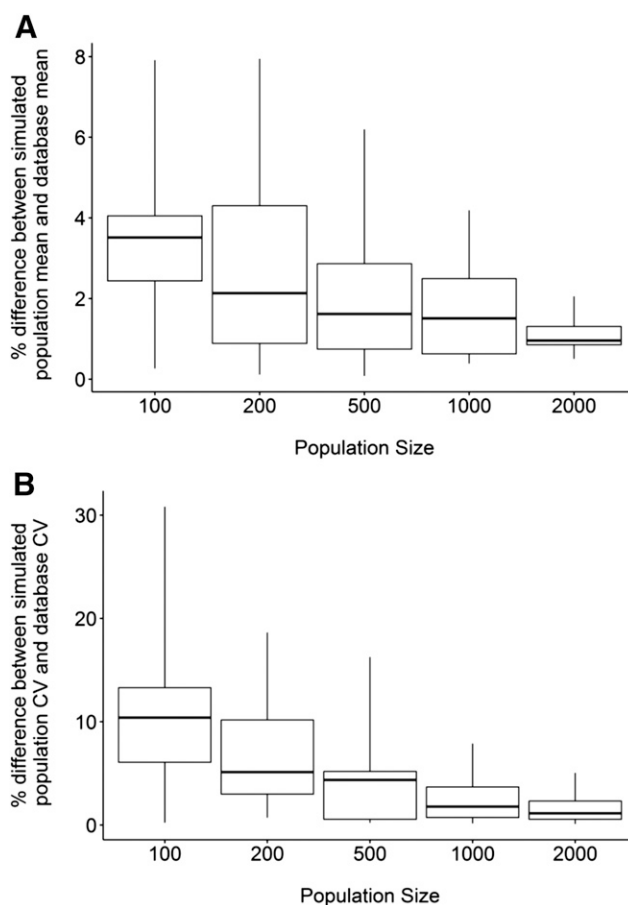 A
% difference between simulated
population mean and database mean
8
6
4
2
0
100 200 500 1000 2000
Population Size
B
% difference between simulated
population CV and database CV
30
20
10
0
100 200 500 1000 2000
Population Size